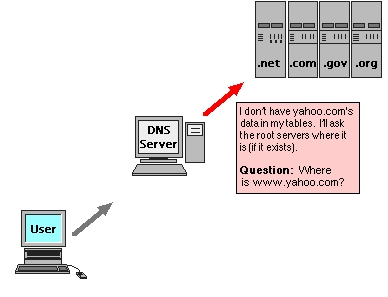 .net .com .gov .org
I don't have yahoo.com's
data in my tables. I'll ask
the root servers where it
is (if it exists).
Question: Where
is www.yahoo.com?
DNS
Server
User